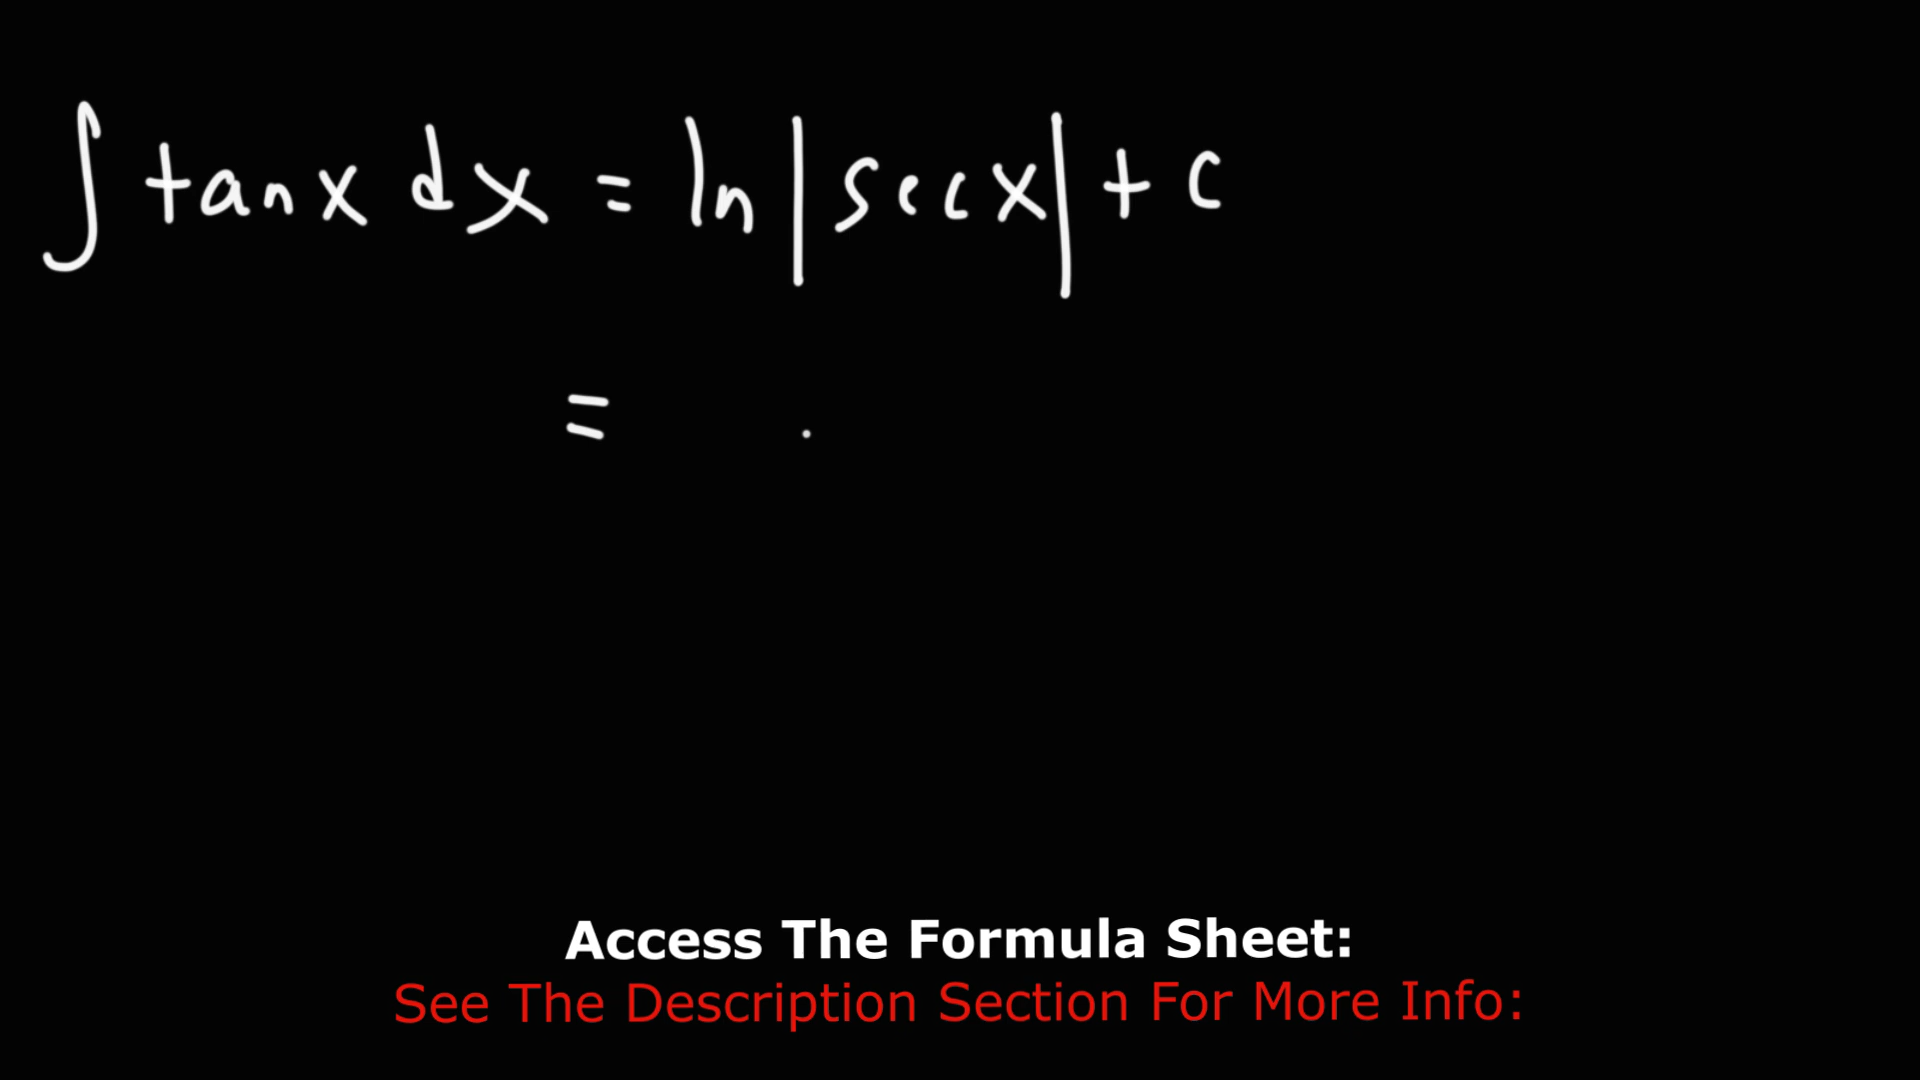 ∫ tanx dx = ln|secx| + c
= .
Access The Formula Sheet:
See The Description Section For More Info: